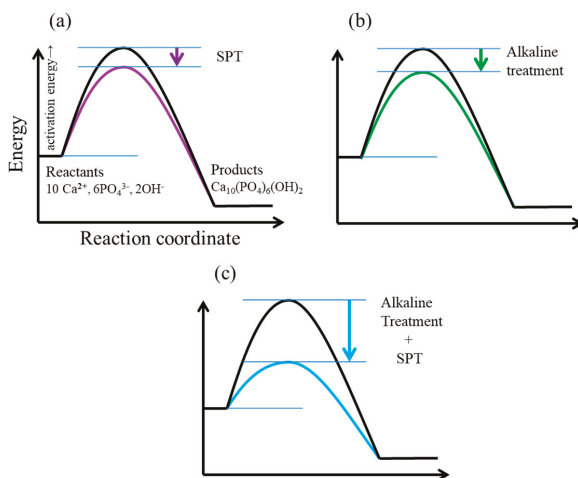 (a)
SPT
Energy
activation energy →
Reactants
10 Ca²⁺, 6PO₄³⁻, 2OH⁻
Products
Ca₁₀(PO₄)₆(OH)₂
Reaction coordinate
(b)
Alkaline
treatment
(c)
Alkaline
Treatment
+
SPT